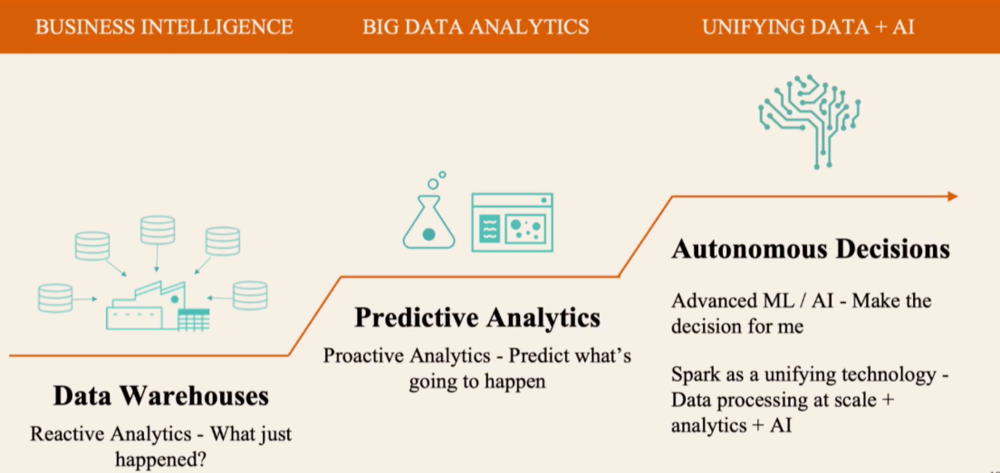 BUSINESS INTELLIGENCE
BIG DATA ANALYTICS
UNIFYING DATA + AI
Data Warehouses
Reactive Analytics - What just
happened?
Predictive Analytics
Proactive Analytics - Predict what’s
going to happen
Autonomous Decisions
Advanced ML / AI - Make the
decision for me
Spark as a unifying technology -
Data processing at scale +
analytics + AI